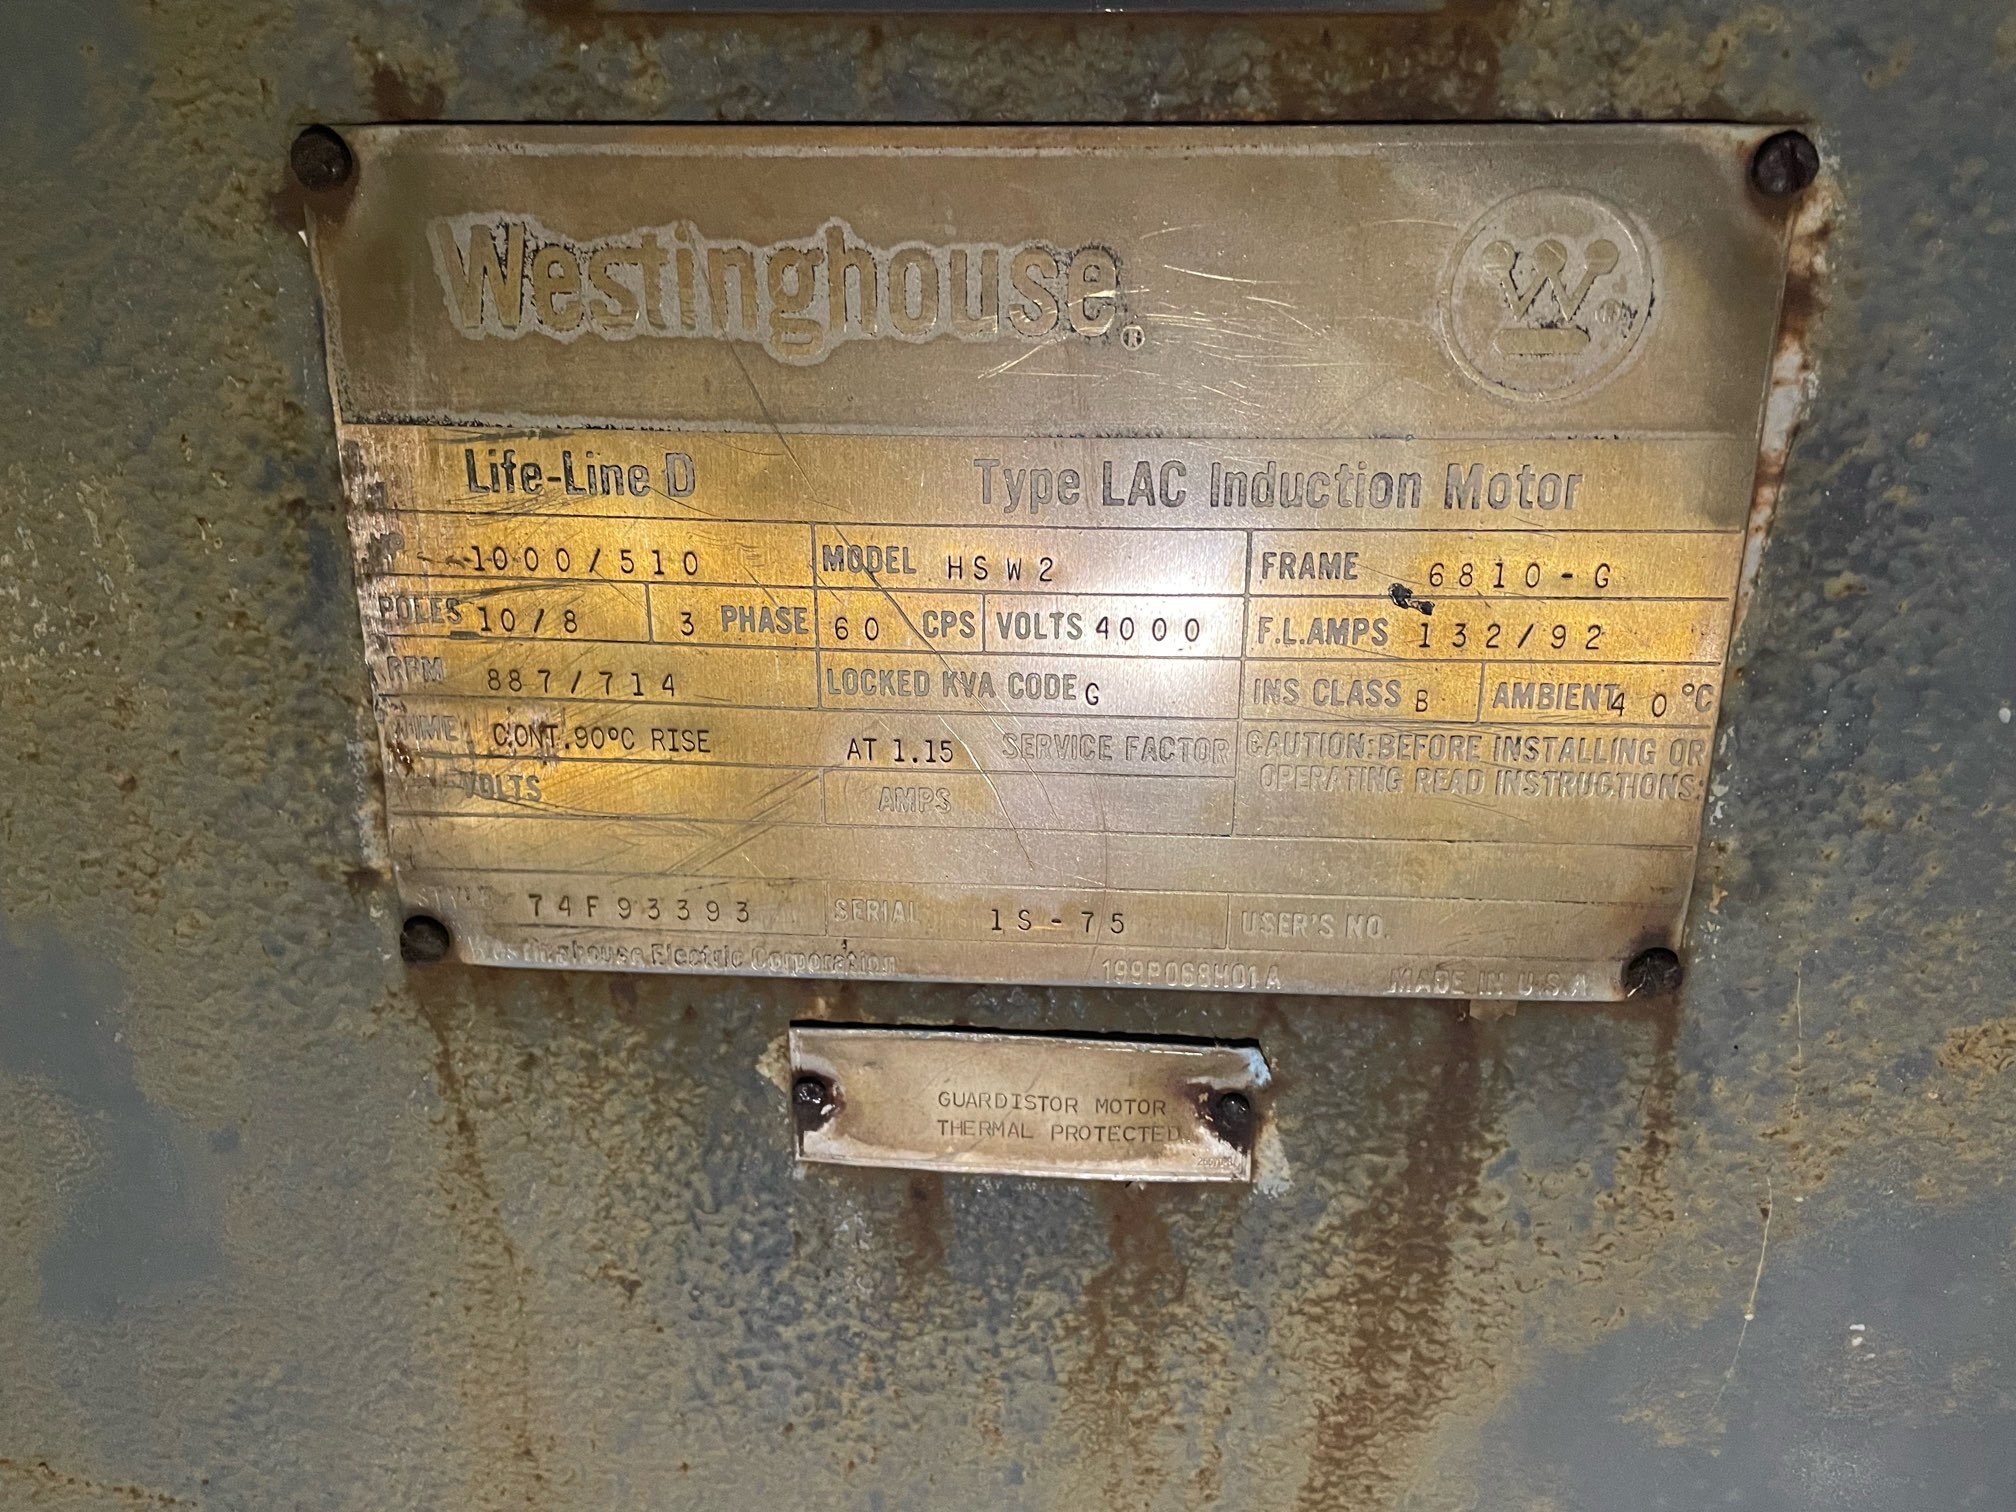 Westinghouse®
W
Life-Line D Type LAC Induction Motor
HP 1000/510 MODEL HSW2 FRAME 6810-G
POLES 10/8 3 PHASE 60 CPS VOLTS 4000 F.L.AMPS 132/92
RPM 887/714 LOCKED KVA CODE G INS CLASS B AMBIENT 40 °C
TIME CONT. 90°C RISE AT 1.15 SERVICE FACTOR CAUTION: BEFORE INSTALLING OR
OPERATING READ INSTRUCTIONS.
VOLTS AMPS
STYLE 74F93393 SERIAL 1S-75 USER'S NO.
Westinghouse Electric Corporation 199P068H01A MADE IN U.S.A.
GUARDISTOR MOTOR
THERMAL PROTECTED